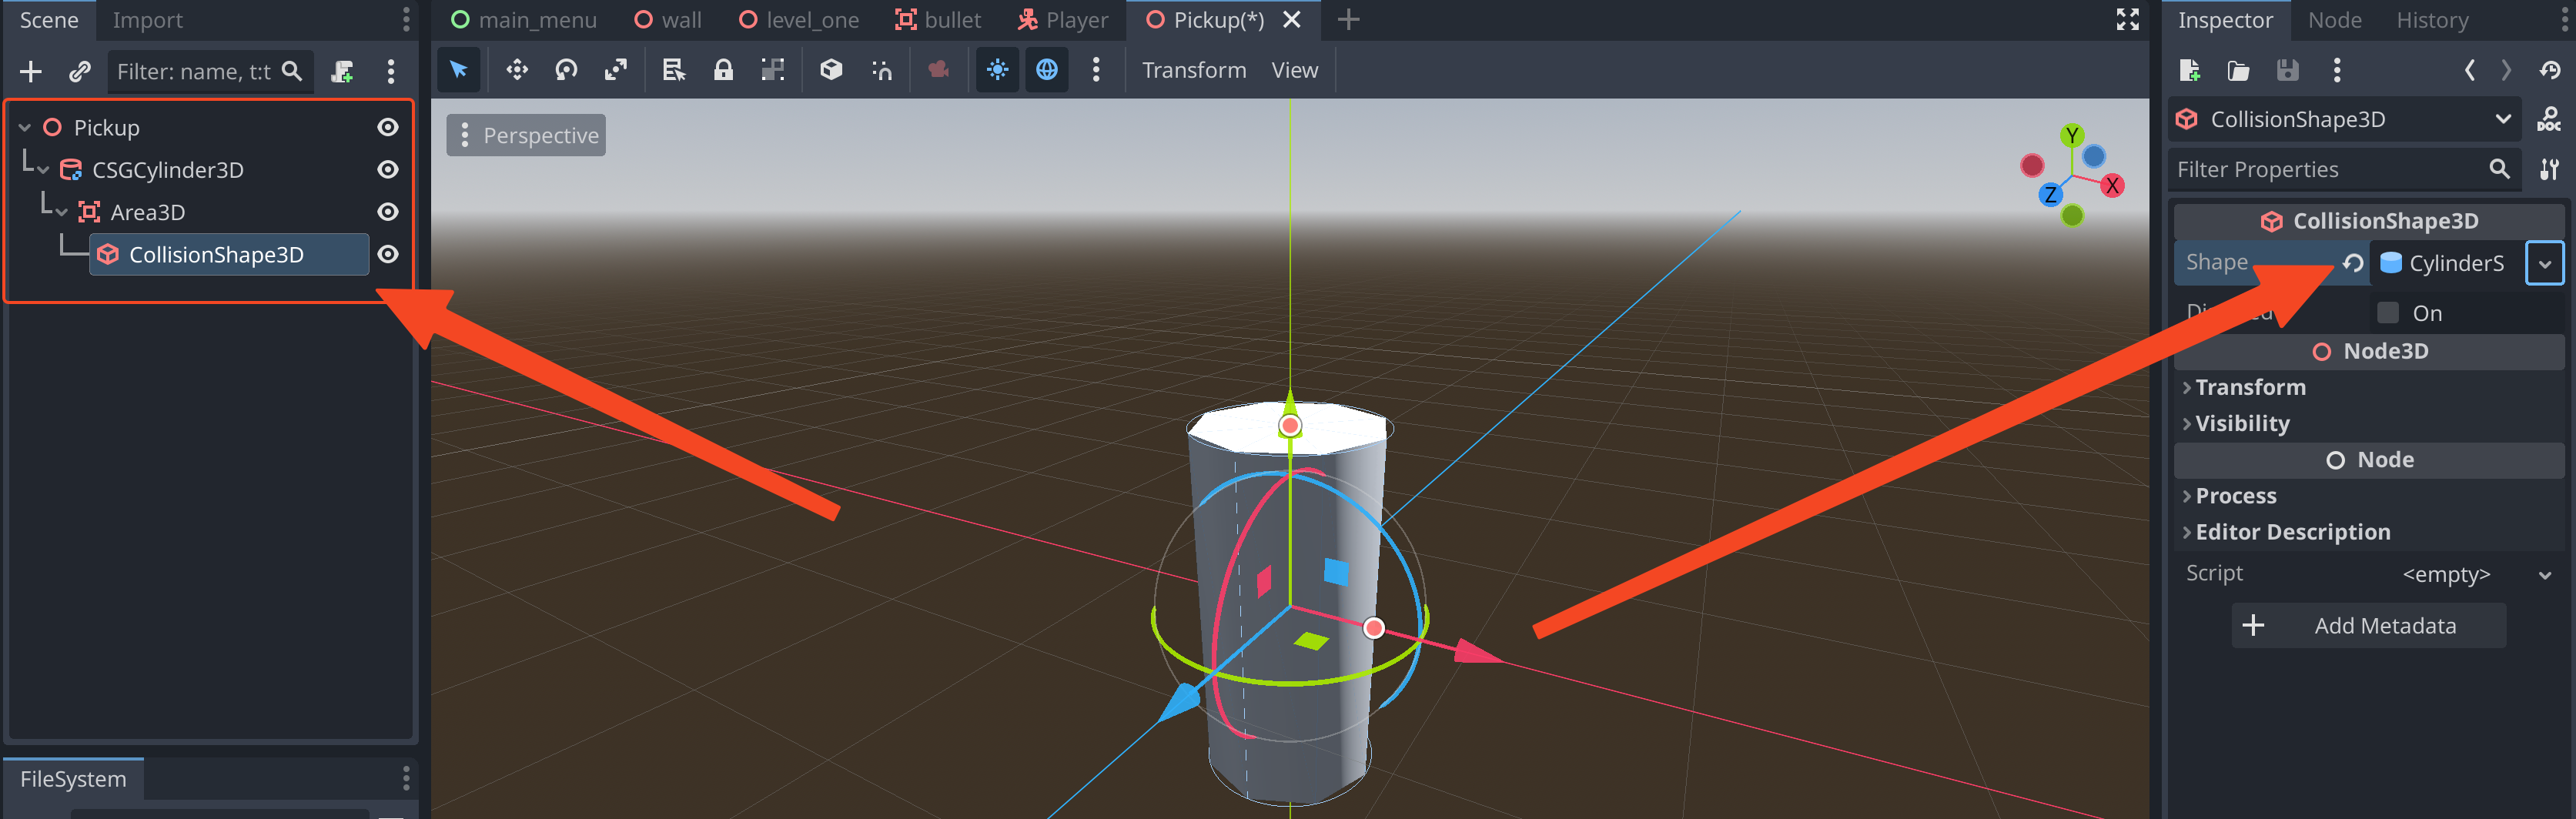 Scene Import
Filter: name, t:t
Pickup
CSGCylinder3D
Area3D
CollisionShape3D
FileSystem
main_menu wall level_one bullet Player Pickup(*)
Transform View
Perspective
Y
X
Z
Inspector Node History
CollisionShape3D
DOC
Filter Properties
CollisionShape3D
Shape CylinderS
On
Node3D
Transform
Visibility
Node
Process
Editor Description
Script <empty>
Add Metadata